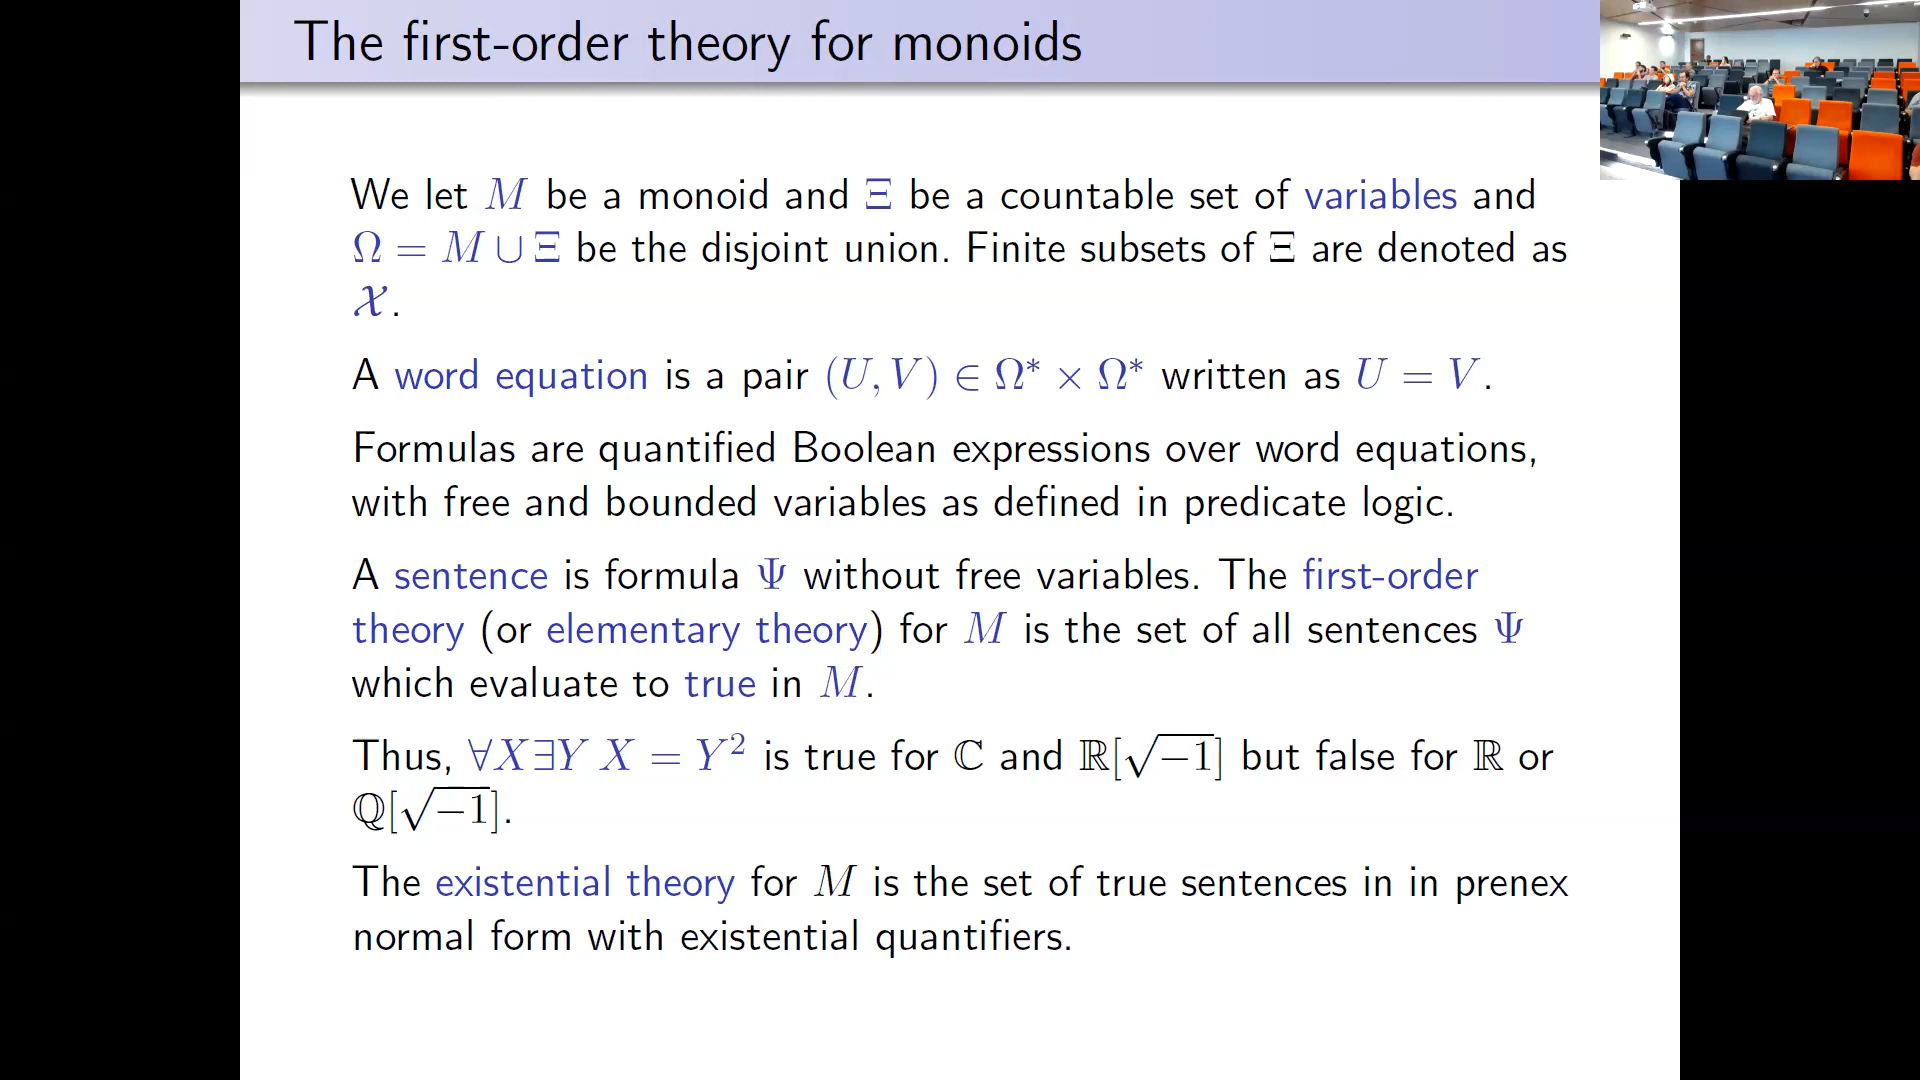 The first-order theory for monoids
We let M be a monoid and Ξ be a countable set of variables and
Ω = M ∪ Ξ be the disjoint union. Finite subsets of Ξ are denoted as
𝒳.
A word equation is a pair (U, V) ∈ Ω* × Ω* written as U = V.
Formulas are quantified Boolean expressions over word equations,
with free and bounded variables as defined in predicate logic.
A sentence is formula Ψ without free variables. The first-order
theory (or elementary theory) for M is the set of all sentences Ψ
which evaluate to true in M.
Thus, ∀X∃Y X = Y² is true for ℂ and ℝ[√−1] but false for ℝ or
ℚ[√−1].
The existential theory for M is the set of true sentences in in prenex
normal form with existential quantifiers.